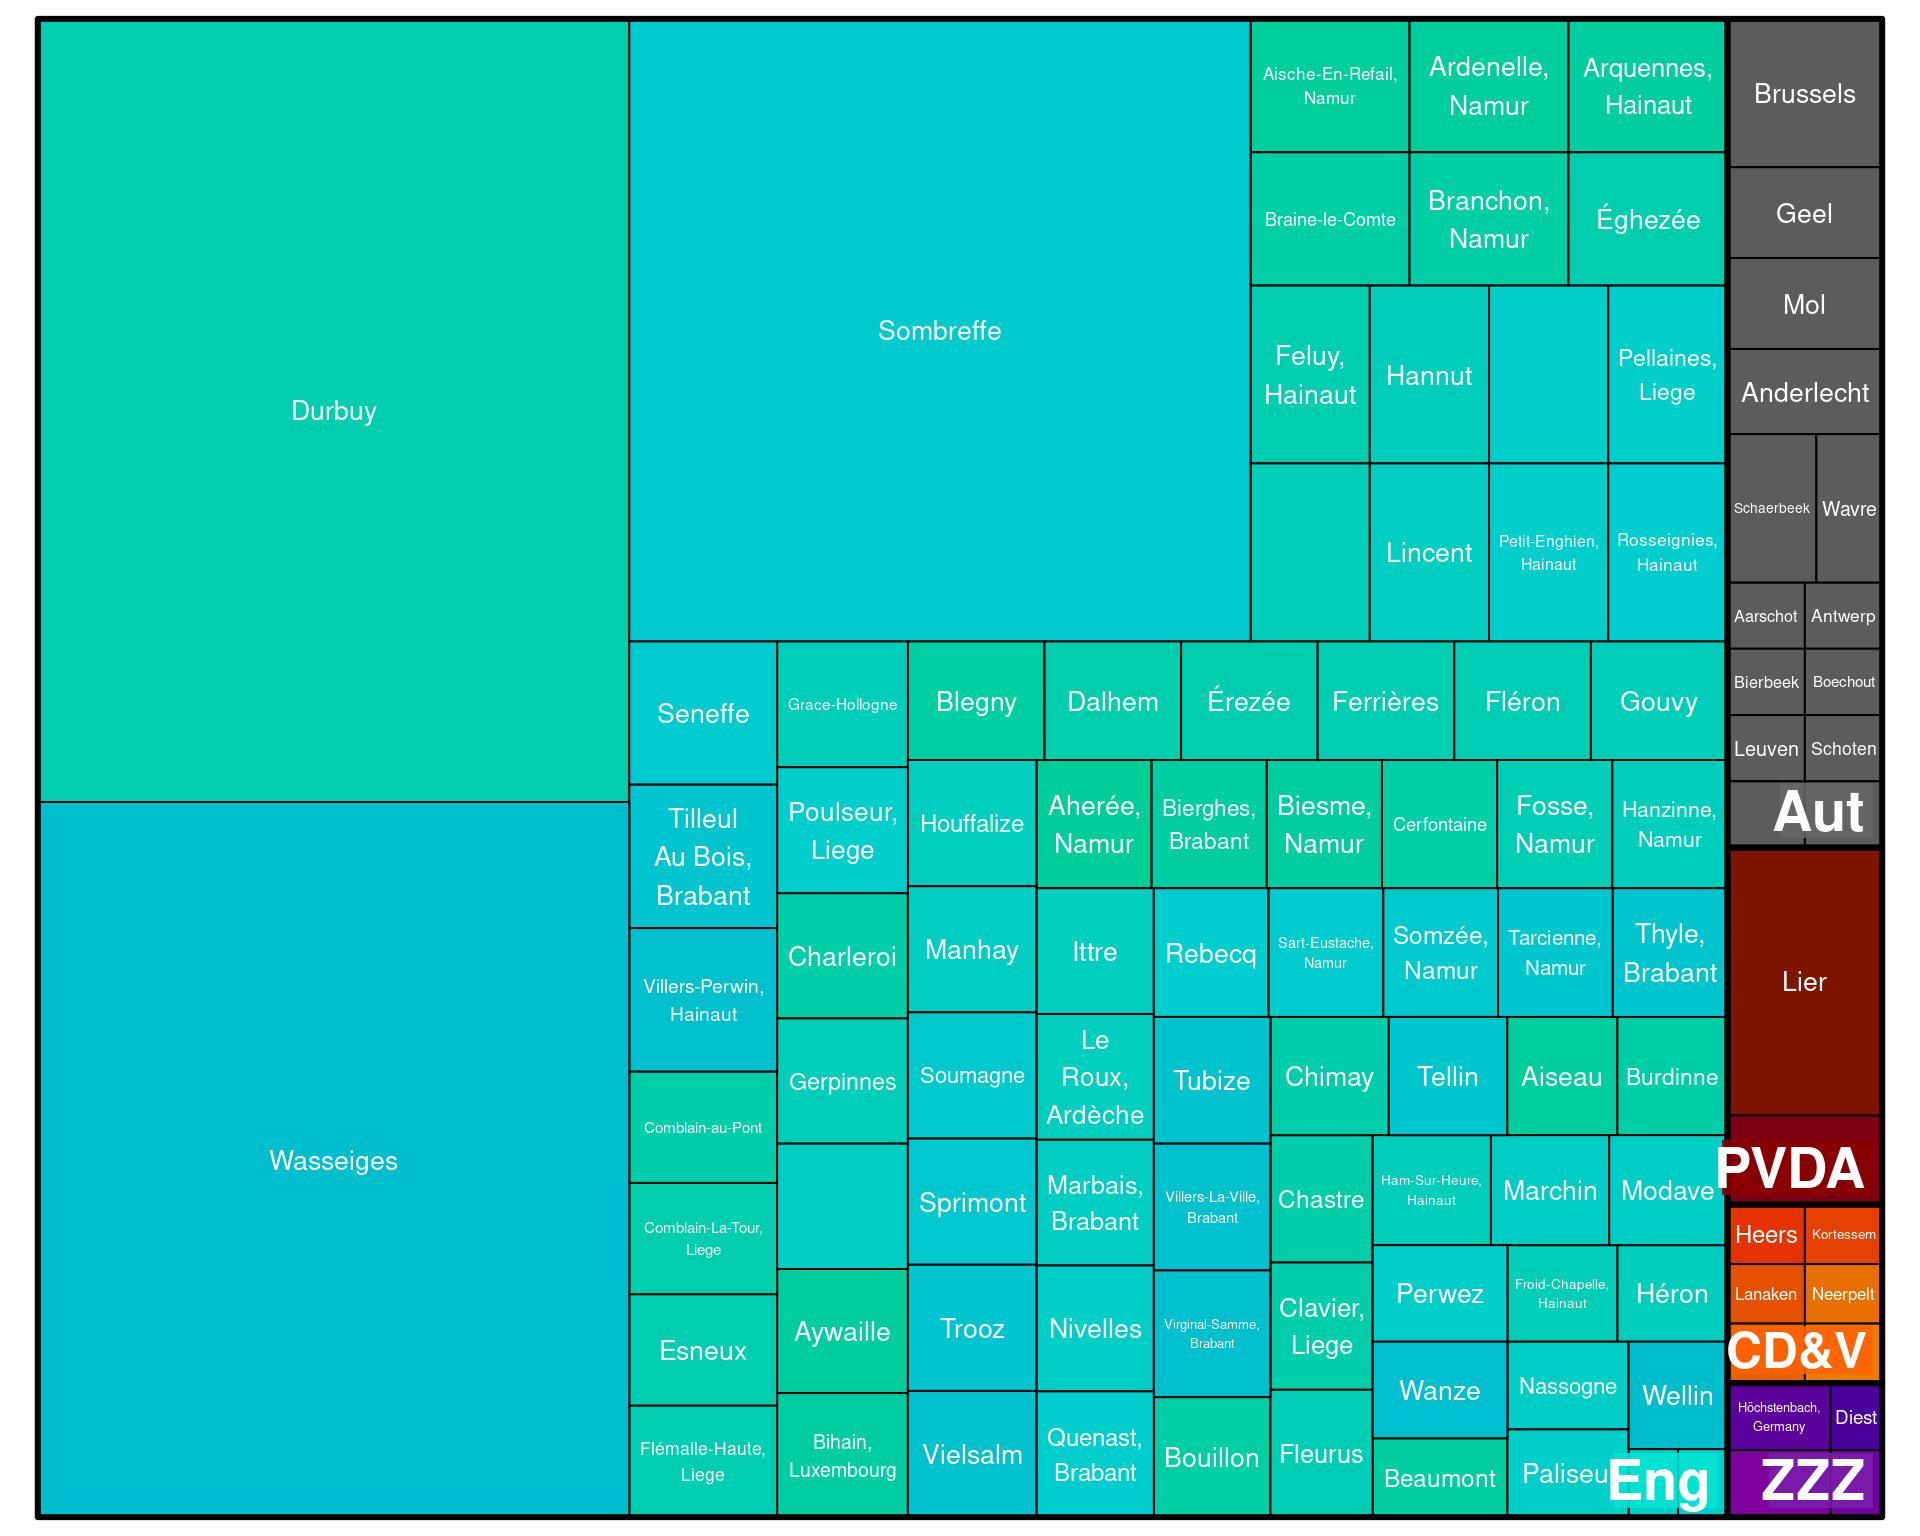 Durbuy
Wasseiges
Sombreffe
Aische-En-Refail,
Namur
Ardenelle,
Namur
Arquennes,
Hainaut
Braine-le-Comte
Branchon,
Namur
Éghezée
Feluy,
Hainaut
Hannut
Pellaines,
Liege
Lincent
Petit-Enghien,
Hainaut
Rosseignies,
Hainaut
Seneffe
Tilleul
Au Bois,
Brabant
Villers-Perwin,
Hainaut
Comblain-au-Pont
Comblain-La-Tour,
Liege
Esneux
Flémalle-Haute,
Liege
Grace-Hollogne
Poulseur,
Liege
Charleroi
Gerpinnes
Aywaille
Bihain,
Luxembourg
Blegny
Dalhem
Érezée
Ferrières
Fléron
Gouvy
Houffalize
Manhay
Soumagne
Sprimont
Trooz
Vielsalm
Aherée,
Namur
Bierghes,
Brabant
Biesme,
Namur
Cerfontaine
Fosse,
Namur
Hanzinne,
Namur
Ittre
Le
Roux,
Ardèche
Marbais,
Brabant
Nivelles
Quenast,
Brabant
Rebecq
Sart-Eustache,
Namur
Somzée,
Namur
Tarcienne,
Namur
Thyle,
Brabant
Tubize
Villers-La-Ville,
Brabant
Virginal-Samme,
Brabant
Bouillon
Chimay
Tellin
Aiseau
Burdinne
Chastre
Clavier,
Liege
Fleurus
Ham-Sur-Heure,
Hainaut
Marchin
Modave
Perwez
Froid-Chapelle,
Hainaut
Héron
Wanze
Beaumont
Nassogne
Wellin
Paliseu
Eng
Brussels
Geel
Mol
Anderlecht
Schaerbeek
Wavre
Aarschot
Antwerp
Bierbeek
Boechout
Leuven
Schoten
Aut
Lier
PVDA
Heers
Kortessem
Lanaken
Neerpelt
CD&V
Höchstenbach,
Germany
Diest
ZZZ